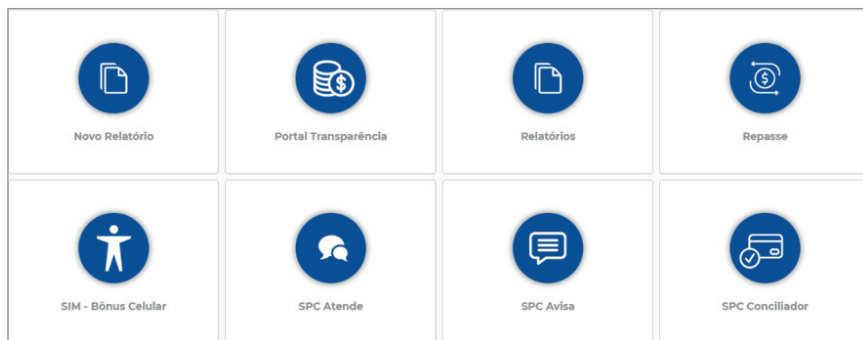 Novo Relatório
Portal Transparência
Relatórios
Repasse
SIM - Bônus Celular
SPC Atende
SPC Avisa
SPC Conciliador